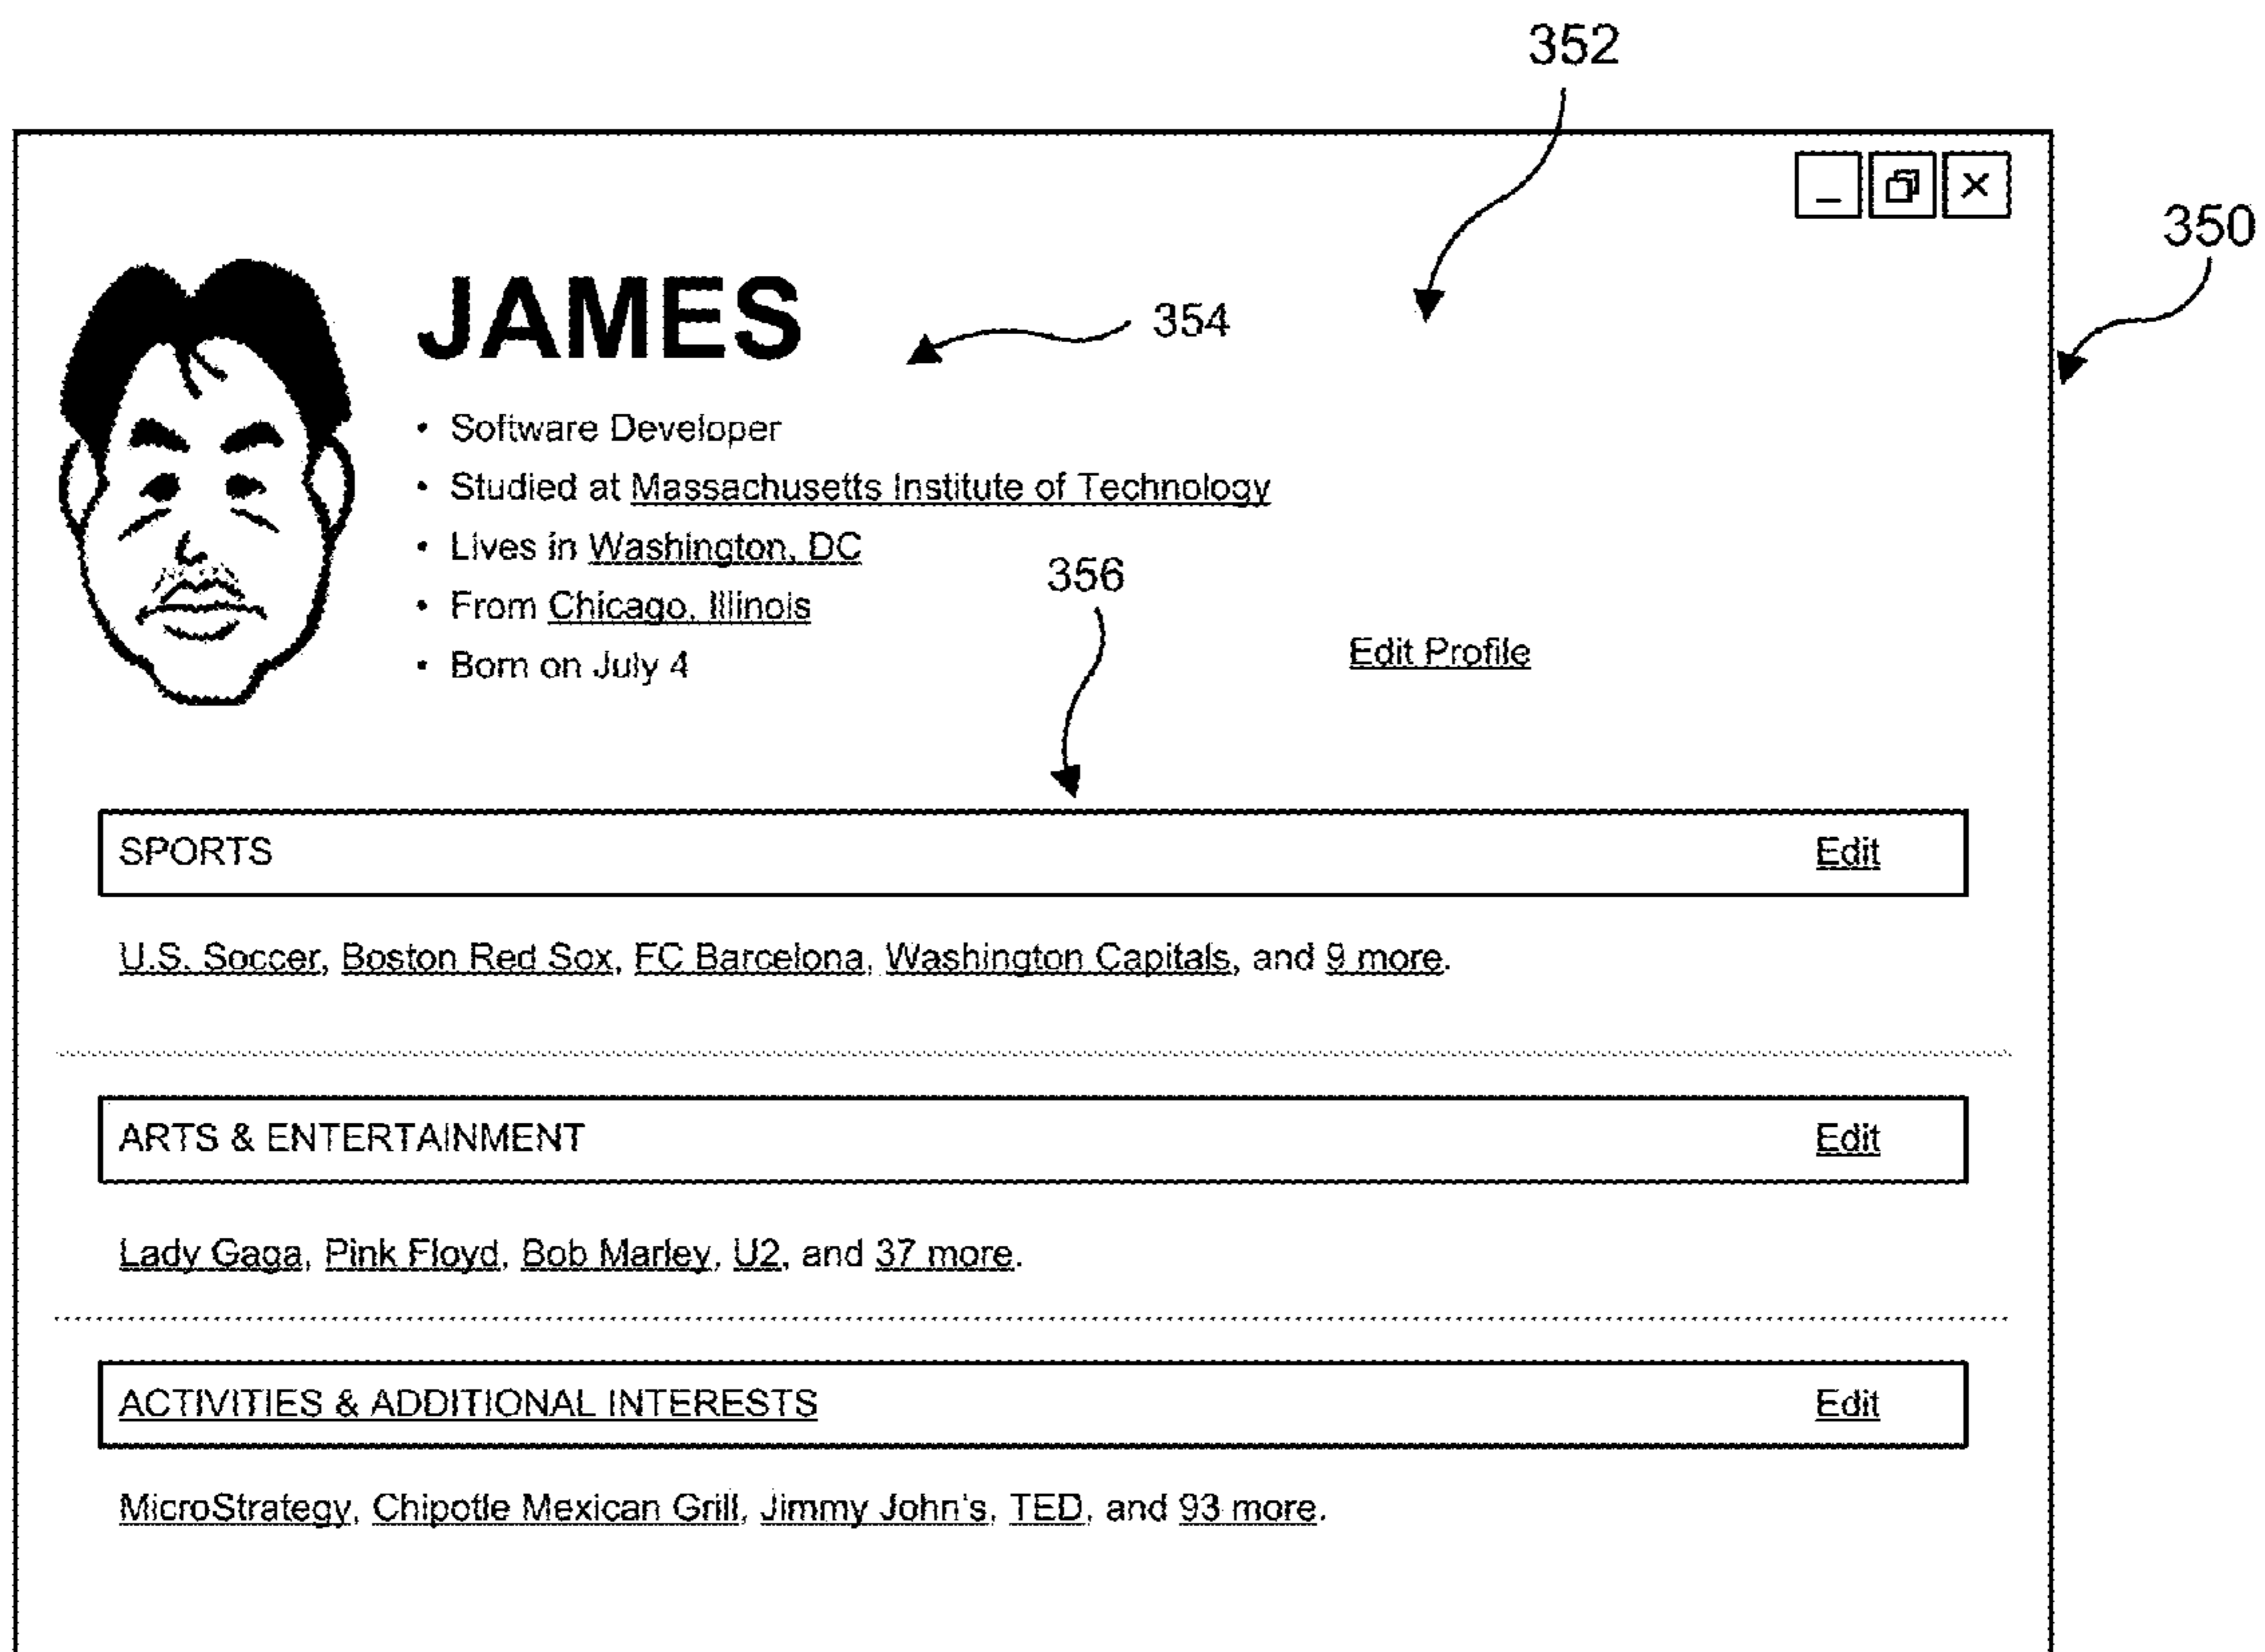 352
350
JAMES
354
• Software Developer
• Studied at Massachusetts Institute of Technology
• Lives in Washington, DC
356
• From Chicago, Illinois
Edit Profile
• Born on July 4
SPORTS Edit
U.S. Soccer, Boston Red Sox, FC Barcelona, Washington Capitals, and 9 more.
ARTS & ENTERTAINMENT Edit
Lady Gaga, Pink Floyd, Bob Marley, U2, and 37 more.
ACTIVITIES & ADDITIONAL INTERESTS Edit
MicroStrategy, Chipotle Mexican Grill, Jimmy John's, TED, and 93 more.